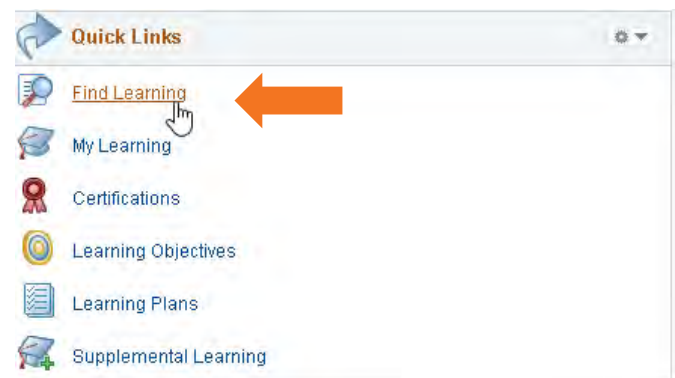 Quick Links
Find Learning
My Learning
Certifications
Learning Objectives
Learning Plans
Supplemental Learning